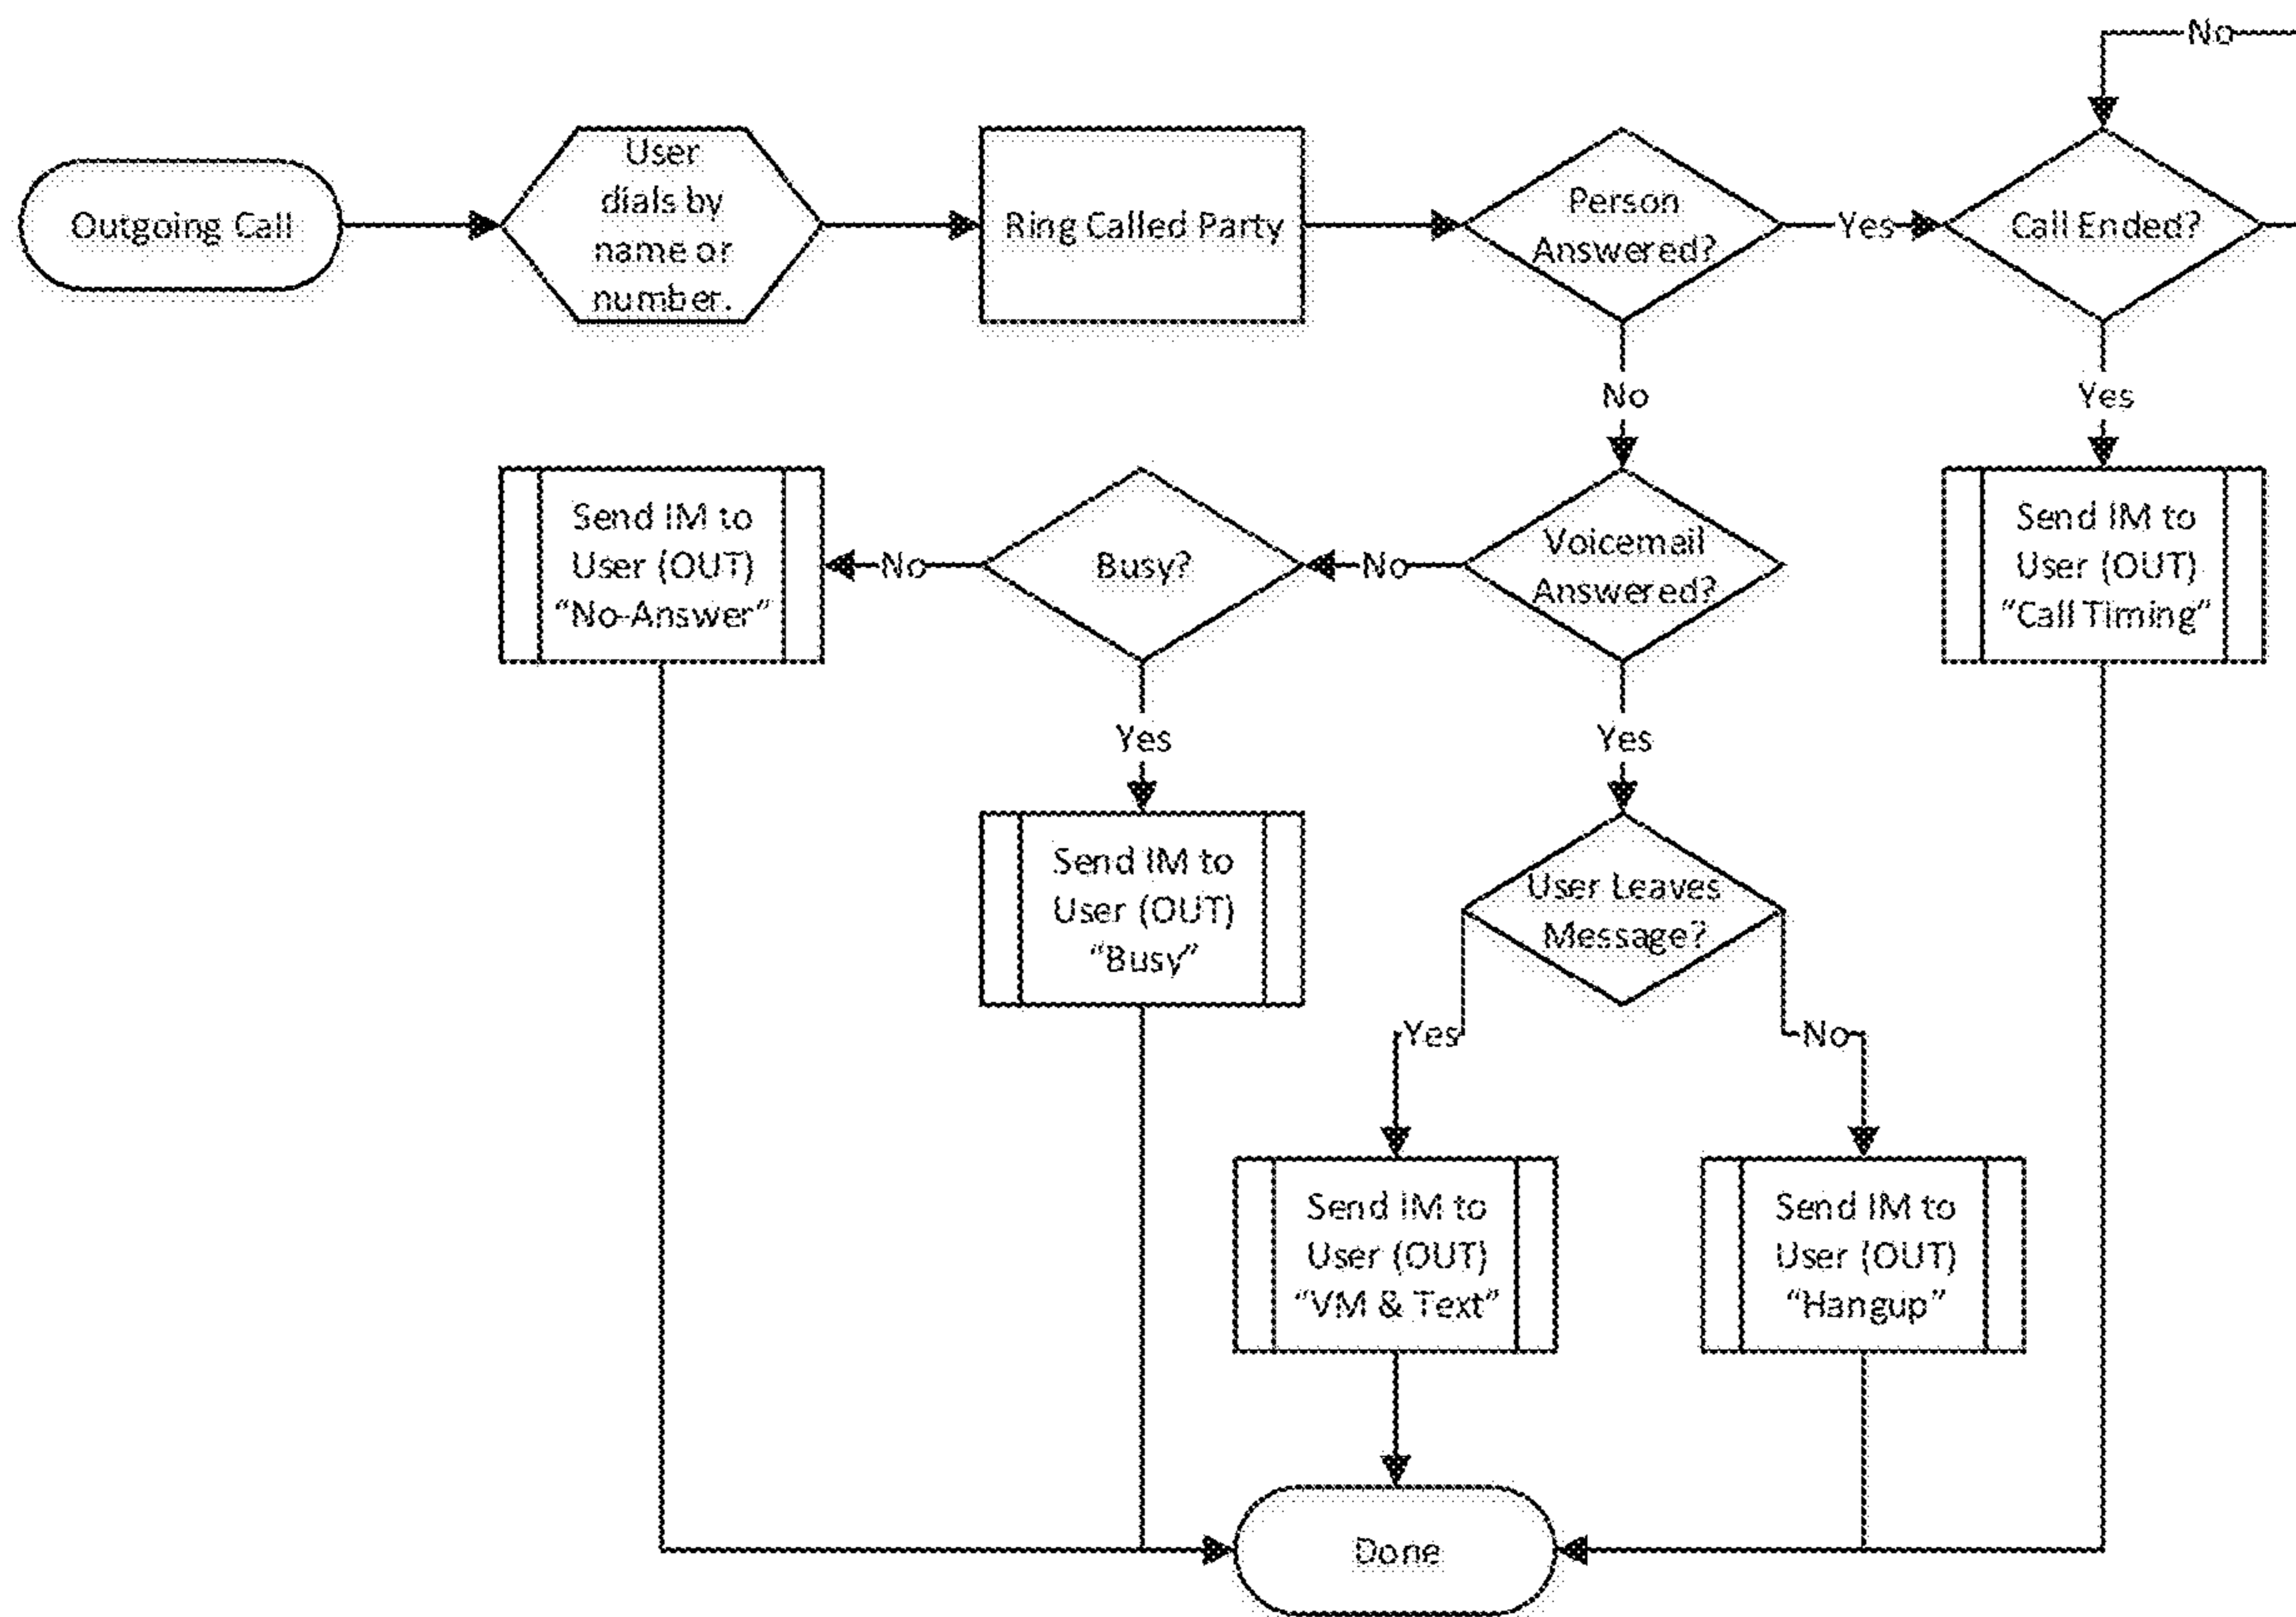 No
Outgoing Call
User
dials by
name or
number.
Ring Called Party
Person
Answered?
Yes
Call Ended?
No
Yes
Send IM to
User (OUT)
“No-Answer”
No
Busy?
No
Voicemail
Answered?
Send IM to
User (OUT)
“Call Timing”
Yes
Yes
Send IM to
User (OUT)
“Busy”
User Leaves
Message?
Yes
No
Send IM to
User (OUT)
“VM & Text”
Send IM to
User (OUT)
“Hangup”
Done